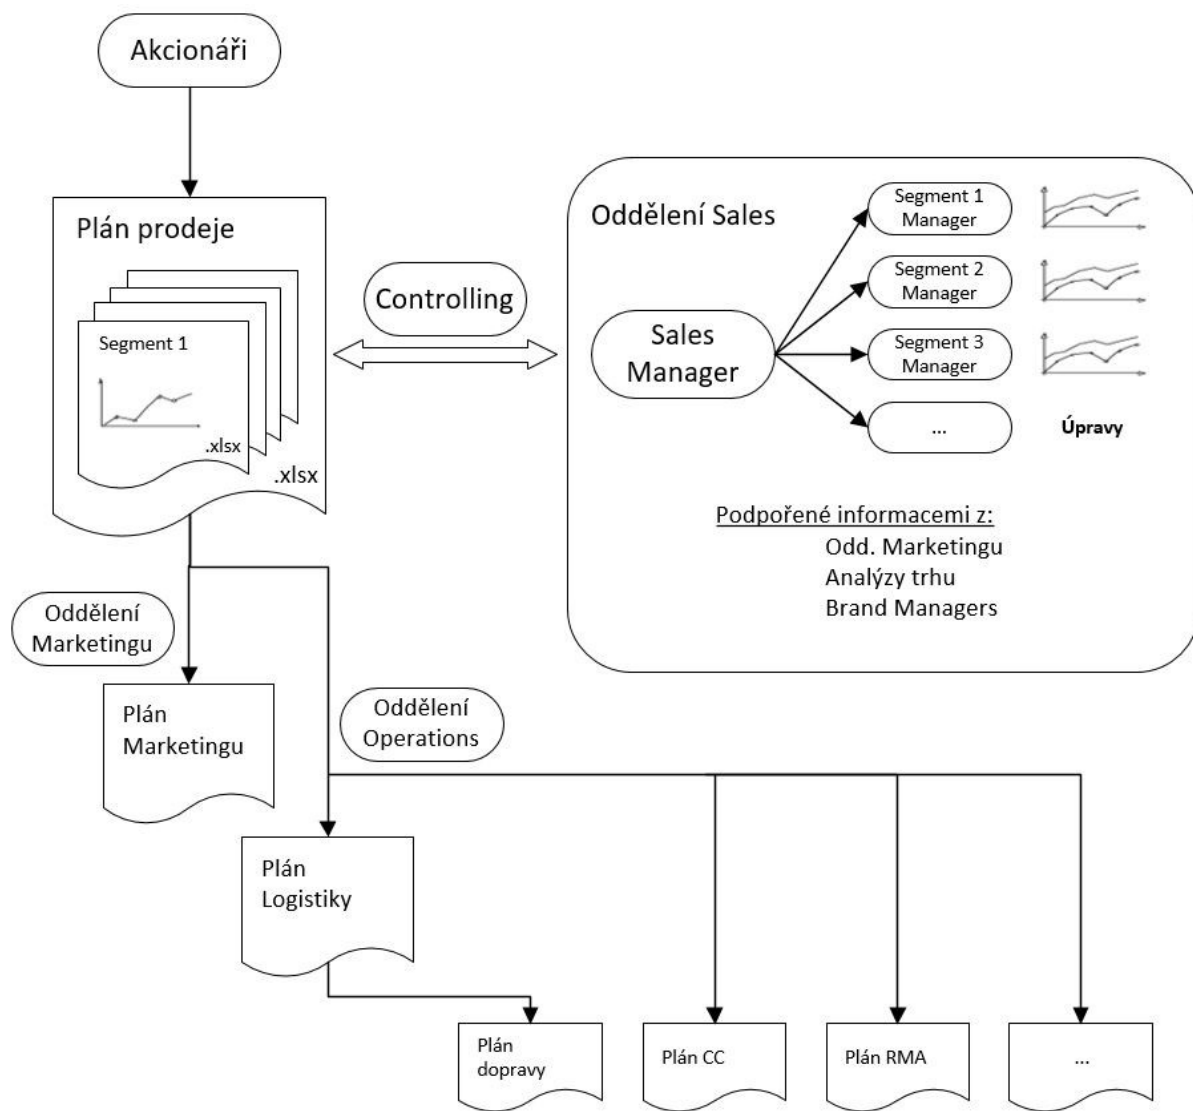 Akcionáři
Plán prodeje
Segment 1
.xlsx
.xlsx
Controlling
Oddělení Sales
Sales
Manager
Segment 1
Manager
Segment 2
Manager
Segment 3
Manager
...
Úpravy
Podpořené informacemi z:
Odd. Marketingu
Analýzy trhu
Brand Managers
Oddělení
Marketingu
Plán
Marketingu
Oddělení
Operations
Plán
Logistiky
Plán
dopravy
Plán CC
Plán RMA
...